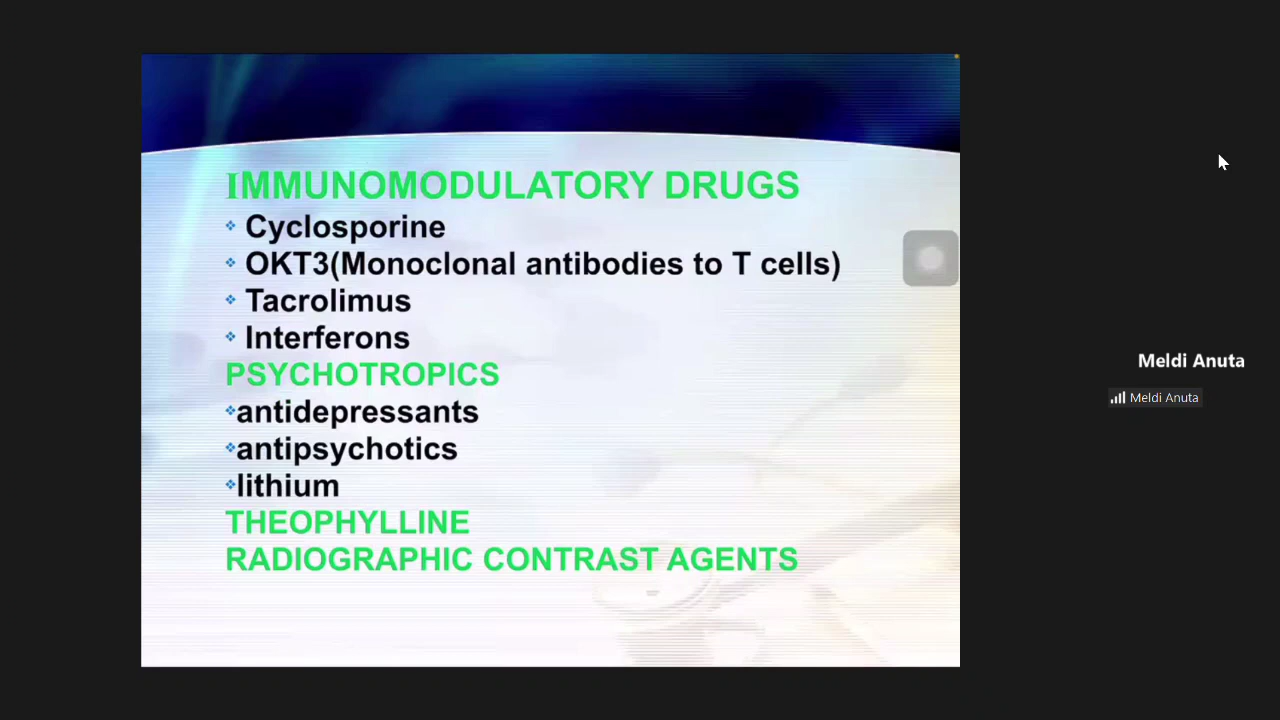 IMMUNOMODULATORY DRUGS
❖ Cyclosporine
❖ OKT3(Monoclonal antibodies to T cells)
❖ Tacrolimus
❖ Interferons
PSYCHOTROPICS
❖antidepressants
❖antipsychotics
❖lithium
THEOPHYLLINE
RADIOGRAPHIC CONTRAST AGENTS
Meldi Anuta
Meldi Anuta